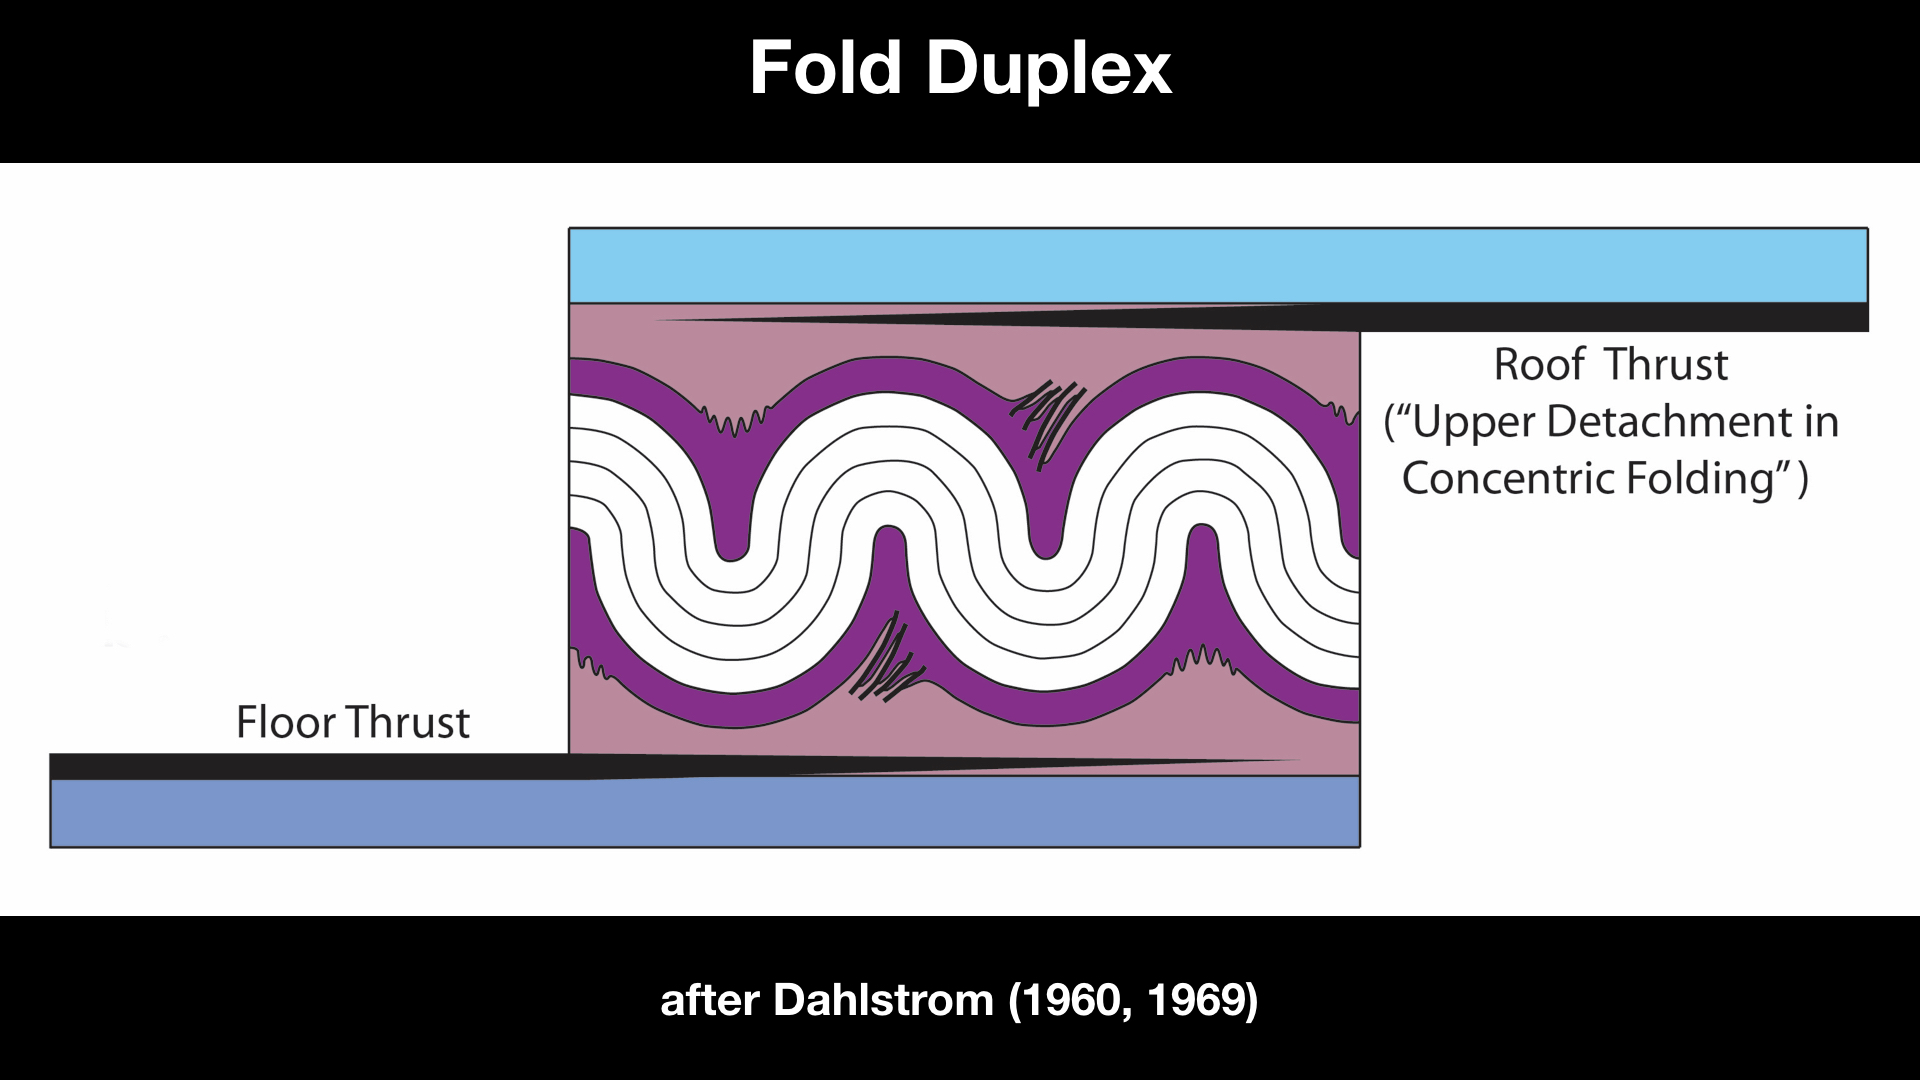 Fold Duplex
Roof Thrust
(“Upper Detachment in
Concentric Folding”)
Floor Thrust
after Dahlstrom (1960, 1969)